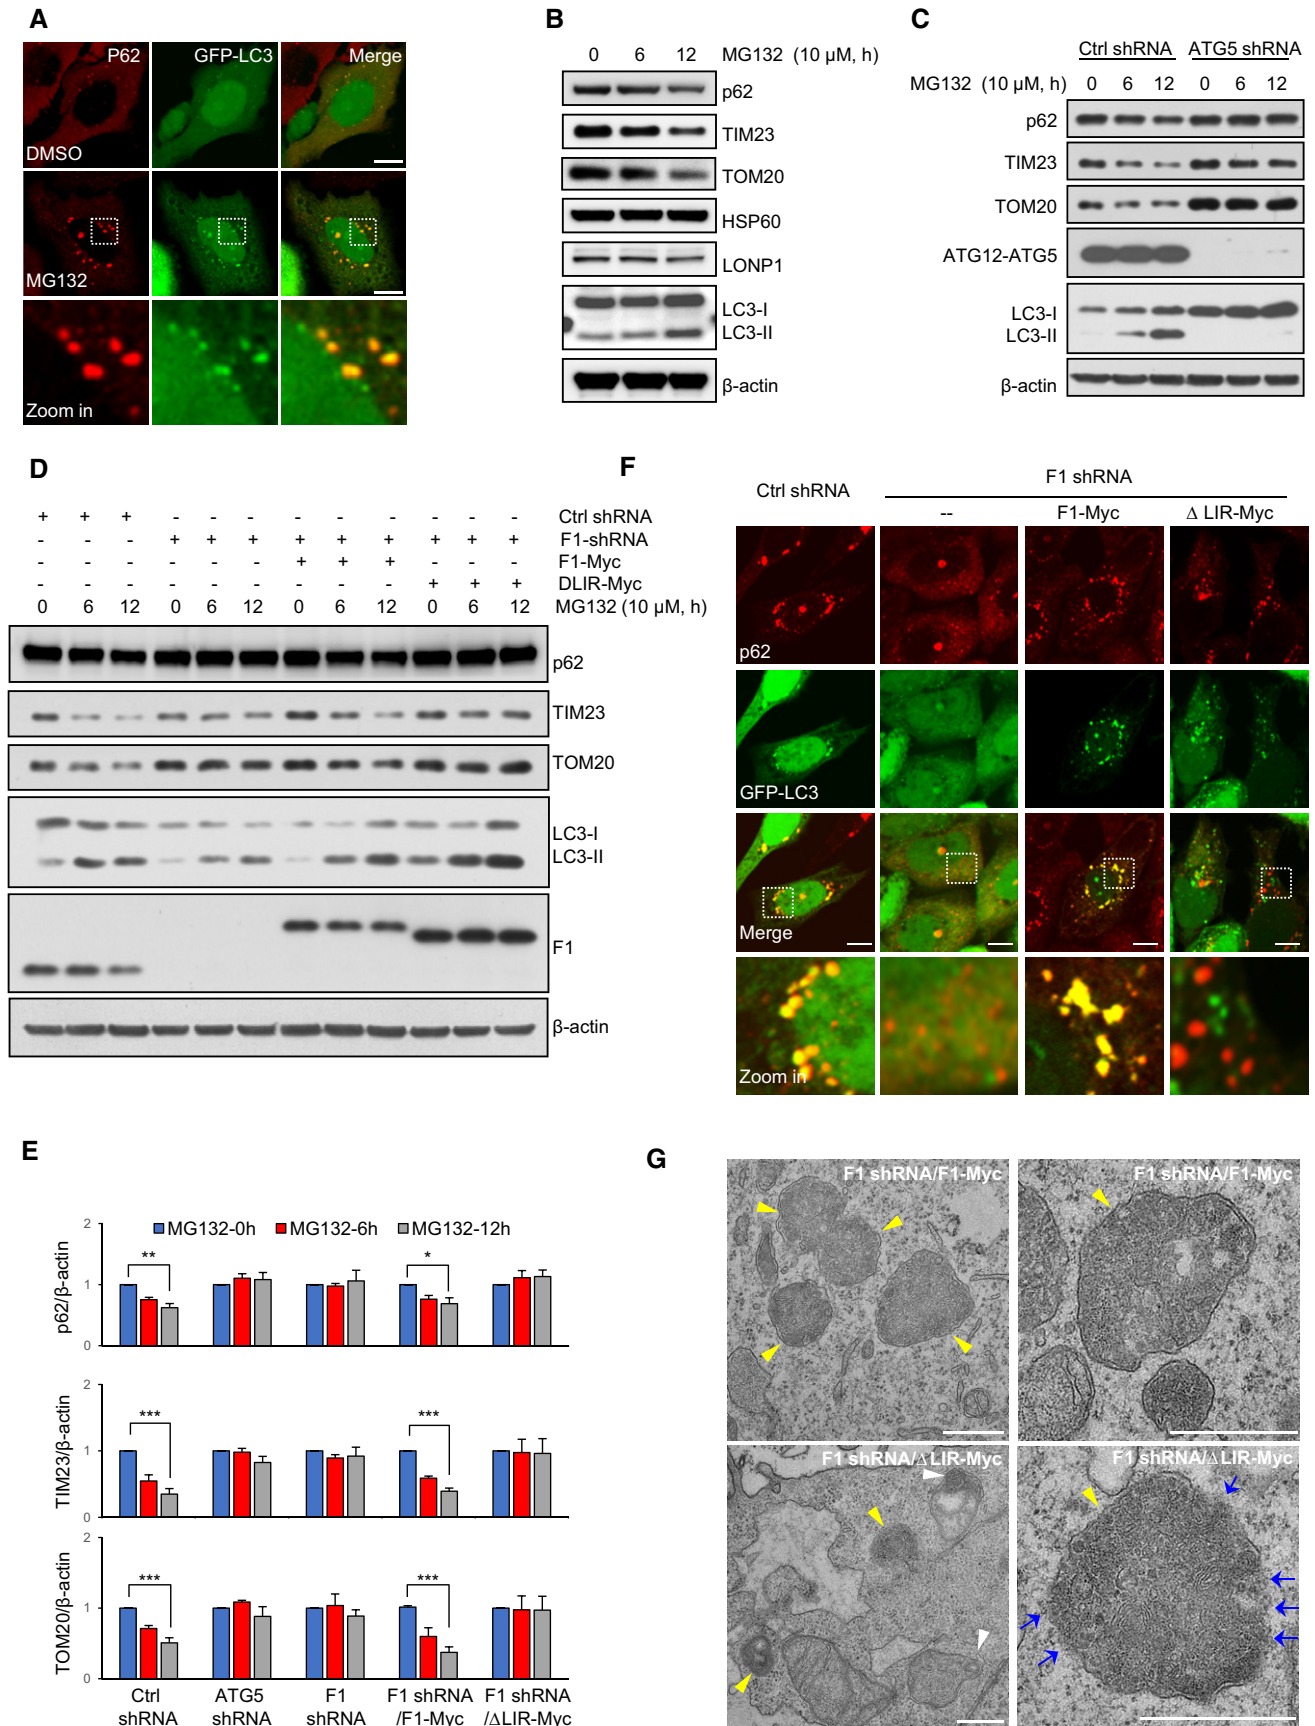 A
P62 GFP-LC3 Merge
DMSO
MG132
Zoom in
B
0 6 12 MG132 (10 µM, h)
p62
TIM23
TOM20
HSP60
LONP1
LC3-I
LC3-II
β-actin
C
Ctrl shRNA ATG5 shRNA
MG132 (10 µM, h) 0 6 12 0 6 12
p62
TIM23
TOM20
ATG12-ATG5
LC3-I
LC3-II
β-actin
D
+ + + - - - - - - - - - Ctrl shRNA
- - - + + + + + + + + + F1-shRNA
- - - - - - + + + - - - F1-Myc
- - - - - - - - - + + + DLIR-Myc
0 6 12 0 6 12 0 6 12 0 6 12 MG132 (10 µM, h)
p62
TIM23
TOM20
LC3-I
LC3-II
F1
β-actin
F
Ctrl shRNA F1 shRNA
-- F1-Myc Δ LIR-Myc
p62
GFP-LC3
Merge
Zoom in
E
MG132-0h MG132-6h MG132-12h
p62/β-actin
2
1
0
** *
TIM23/β-actin
2
1
0
*** ***
TOM20/β-actin
2
1
0
*** ***
Ctrl shRNA
ATG5 shRNA
F1 shRNA
F1 shRNA /F1-Myc
F1 shRNA /ΔLIR-Myc
G
F1 shRNA/F1-Myc
F1 shRNA/F1-Myc
F1 shRNA/ΔLIR-Myc
F1 shRNA/ΔLIR-Myc